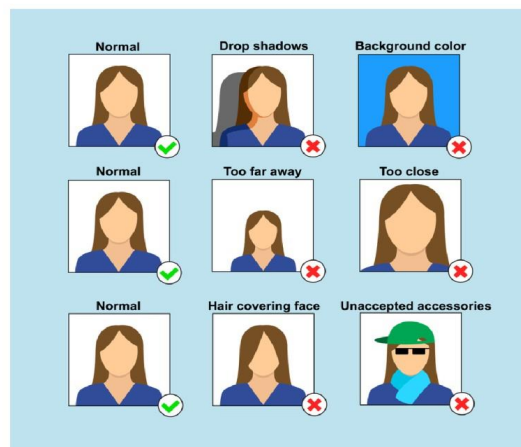 Normal
Drop shadows
Background color
Normal
Too far away
Too close
Normal
Hair covering face
Unaccepted accessories